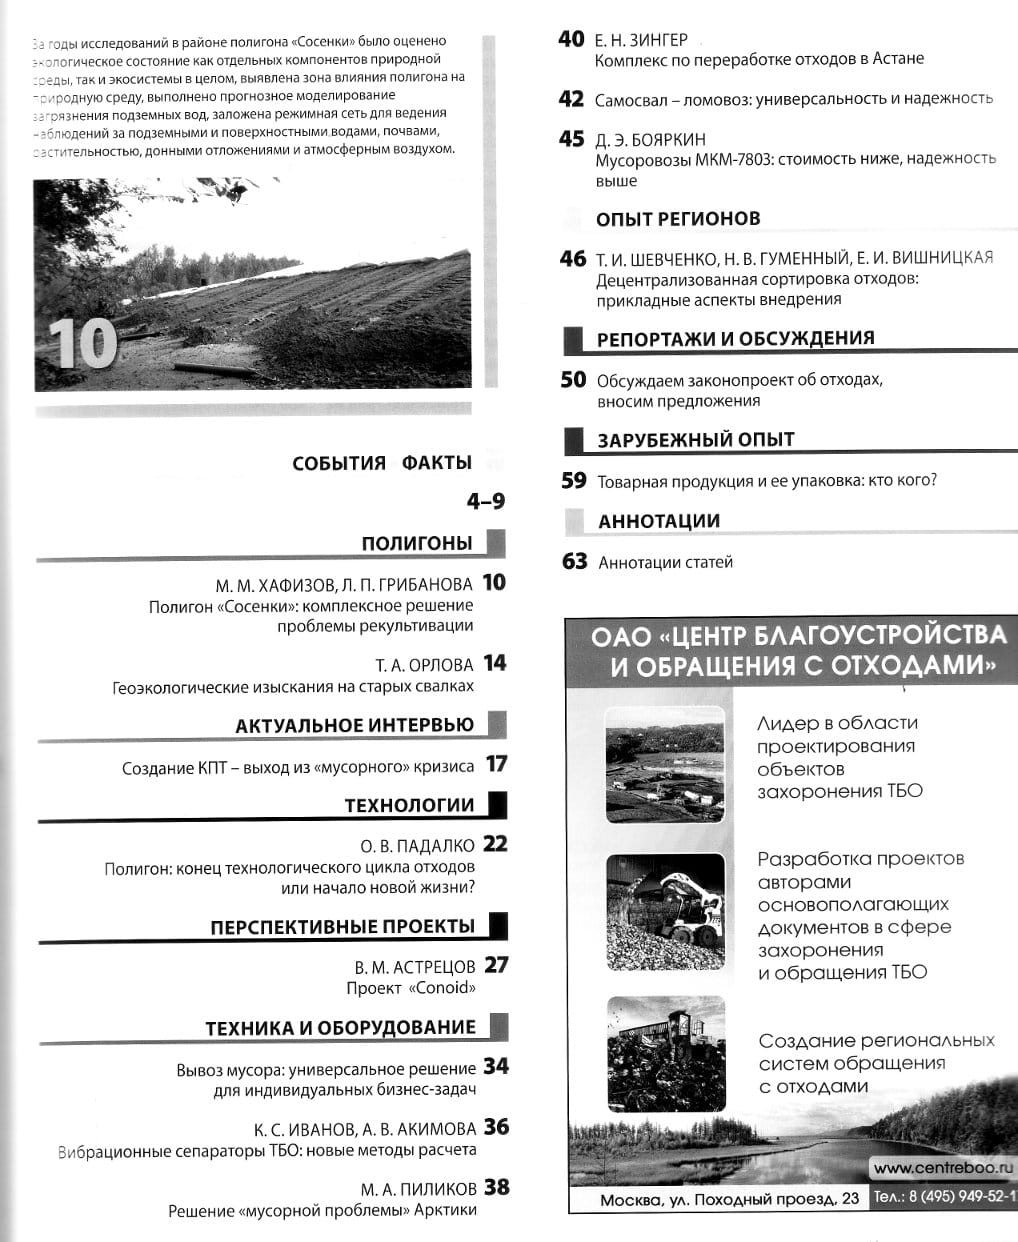 За годы исследований в районе полигона «Сосенки» было оценено
экологическое состояние как отдельных компонентов природной
среды, так и экосистемы в целом, выявлена зона влияния полигона на
природную среду, выполнено прогнозное моделирование
загрязнения подземных вод, заложена режимная сеть для ведения
наблюдений за подземными и поверхностными водами, почвами,
растительностью, донными отложениями и атмосферным воздухом.
10
СОБЫТИЯ ФАКТЫ
4–9
ПОЛИГОНЫ
М. М. ХАФИЗОВ, Л. П. ГРИБАНОВА 10
Полигон «Сосенки»: комплексное решение
проблемы рекультивации
Т. А. ОРЛОВА 14
Геоэкологические изыскания на старых свалках
АКТУАЛЬНОЕ ИНТЕРВЬЮ
Создание КПТ – выход из «мусорного» кризиса 17
ТЕХНОЛОГИИ
О. В. ПАДАЛКО 22
Полигон: конец технологического цикла отходов
или начало новой жизни?
ПЕРСПЕКТИВНЫЕ ПРОЕКТЫ
В. М. АСТРЕЦОВ 27
Проект «Conoid»
ТЕХНИКА И ОБОРУДОВАНИЕ
Вывоз мусора: универсальное решение 34
для индивидуальных бизнес-задач
К. С. ИВАНОВ, А. В. АКИМОВА 36
Вибрационные сепараторы ТБО: новые методы расчета
М. А. ПИЛИКОВ 38
Решение «мусорной проблемы» Арктики
40 Е. Н. ЗИНГЕР
Комплекс по переработке отходов в Астане
42 Самосвал – ломовоз: универсальность и надежность
45 Д. Э. БОЯРКИН
Мусоровозы МКМ-7803: стоимость ниже, надежность
выше
ОПЫТ РЕГИОНОВ
46 Т. И. ШЕВЧЕНКО, Н. В. ГУМЕННЫЙ, Е. И. ВИШНИЦКАЯ
Децентрализованная сортировка отходов:
прикладные аспекты внедрения
РЕПОРТАЖИ И ОБСУЖДЕНИЯ
50 Обсуждаем законопроект об отходах,
вносим предложения
ЗАРУБЕЖНЫЙ ОПЫТ
59 Товарная продукция и ее упаковка: кто кого?
АННОТАЦИИ
63 Аннотации статей
ОАО «ЦЕНТР БЛАГОУСТРОЙСТВА
И ОБРАЩЕНИЯ С ОТХОДАМИ»
Лидер в области
проектирования
объектов
захоронения ТБО
Разработка проектов
авторами
основополагающих
документов в сфере
захоронения
и обращения ТБО
Создание региональных
систем обращения
с отходами
www.centreboo.ru
Москва, ул. Походный проезд, 23 Тел.: 8 (495) 949-52-1